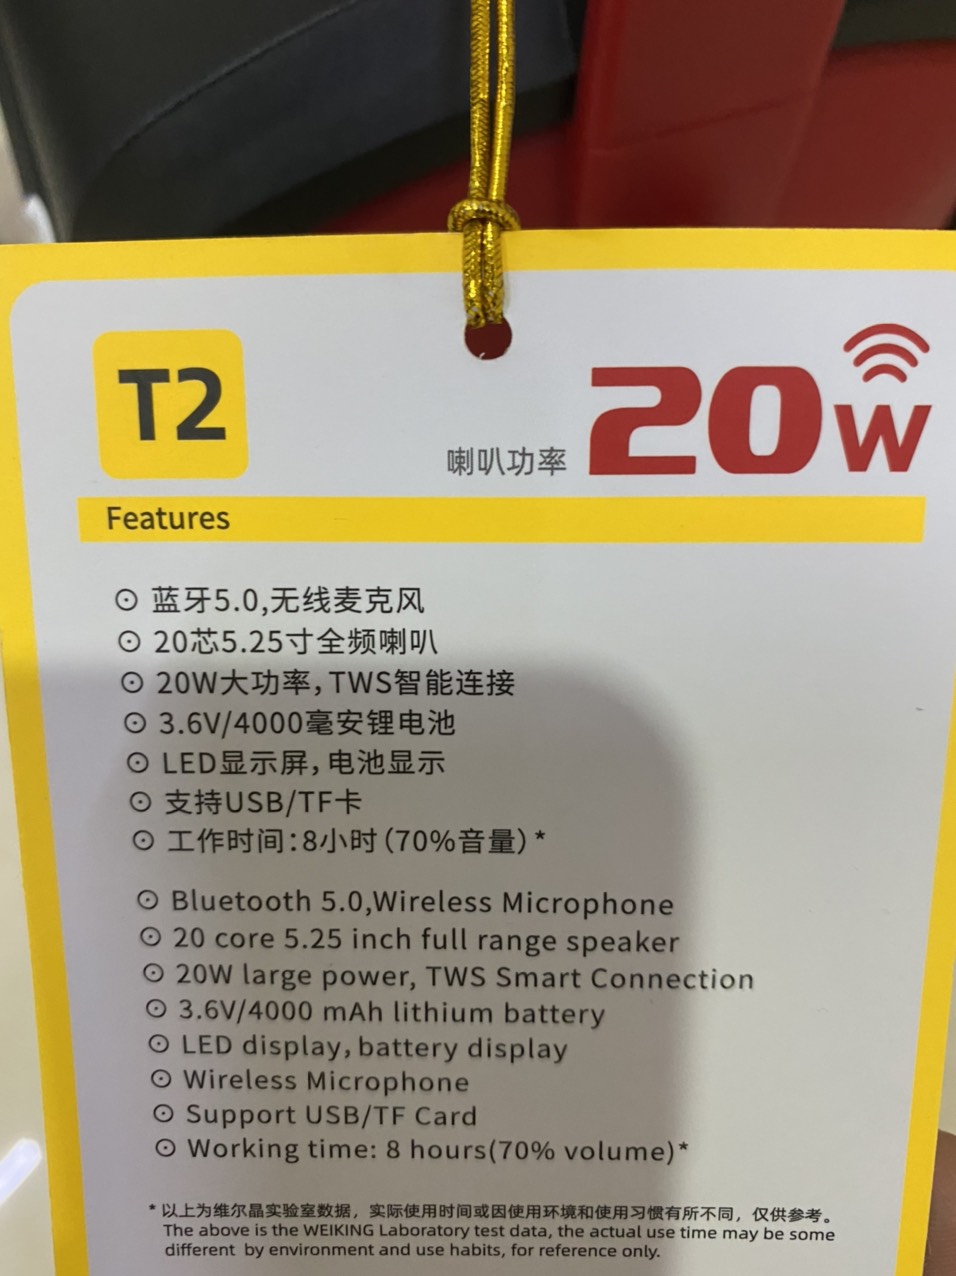 T2
喇叭功率 20W
Features
⊙ 蓝牙5.0,无线麦克风
⊙ 20芯5.25寸全频喇叭
⊙ 20W大功率,TWS智能连接
⊙ 3.6V/4000毫安锂电池
⊙ LED显示屏,电池显示
⊙ 支持USB/TF卡
⊙ 工作时间:8小时(70%音量)*
⊙ Bluetooth 5.0,Wireless Microphone
⊙ 20 core 5.25 inch full range speaker
⊙ 20W large power, TWS Smart Connection
⊙ 3.6V/4000 mAh lithium battery
⊙ LED display,battery display
⊙ Wireless Microphone
⊙ Support USB/TF Card
⊙ Working time: 8 hours(70% volume)*
* 以上为维尔晶实验室数据，实际使用时间或因使用环境和使用习惯有所不同，仅供参考。
The above is the WEIKING Laboratory test data, the actual use time may be some
different by environment and use habits, for reference only.